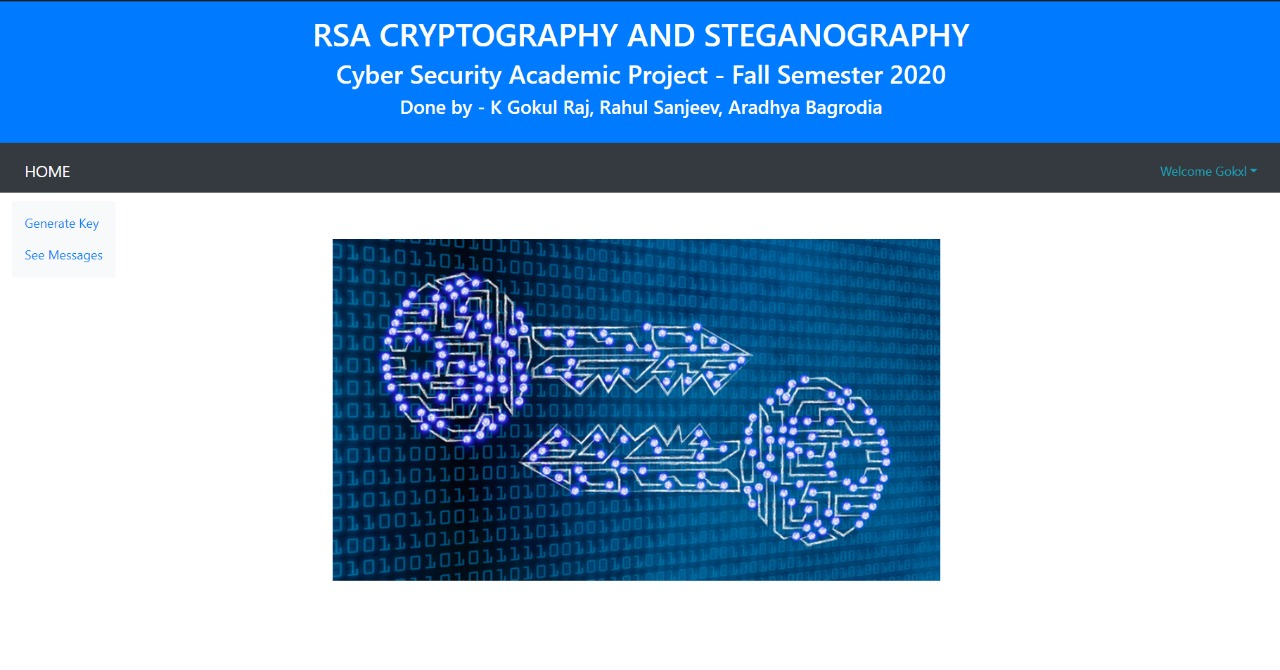 RSA CRYPTOGRAPHY AND STEGANOGRAPHY
Cyber Security Academic Project - Fall Semester 2020
Done by - K Gokul Raj, Rahul Sanjeev, Aradhya Bagrodia
HOME
Welcome Gokxl
Generate Key
See Messages